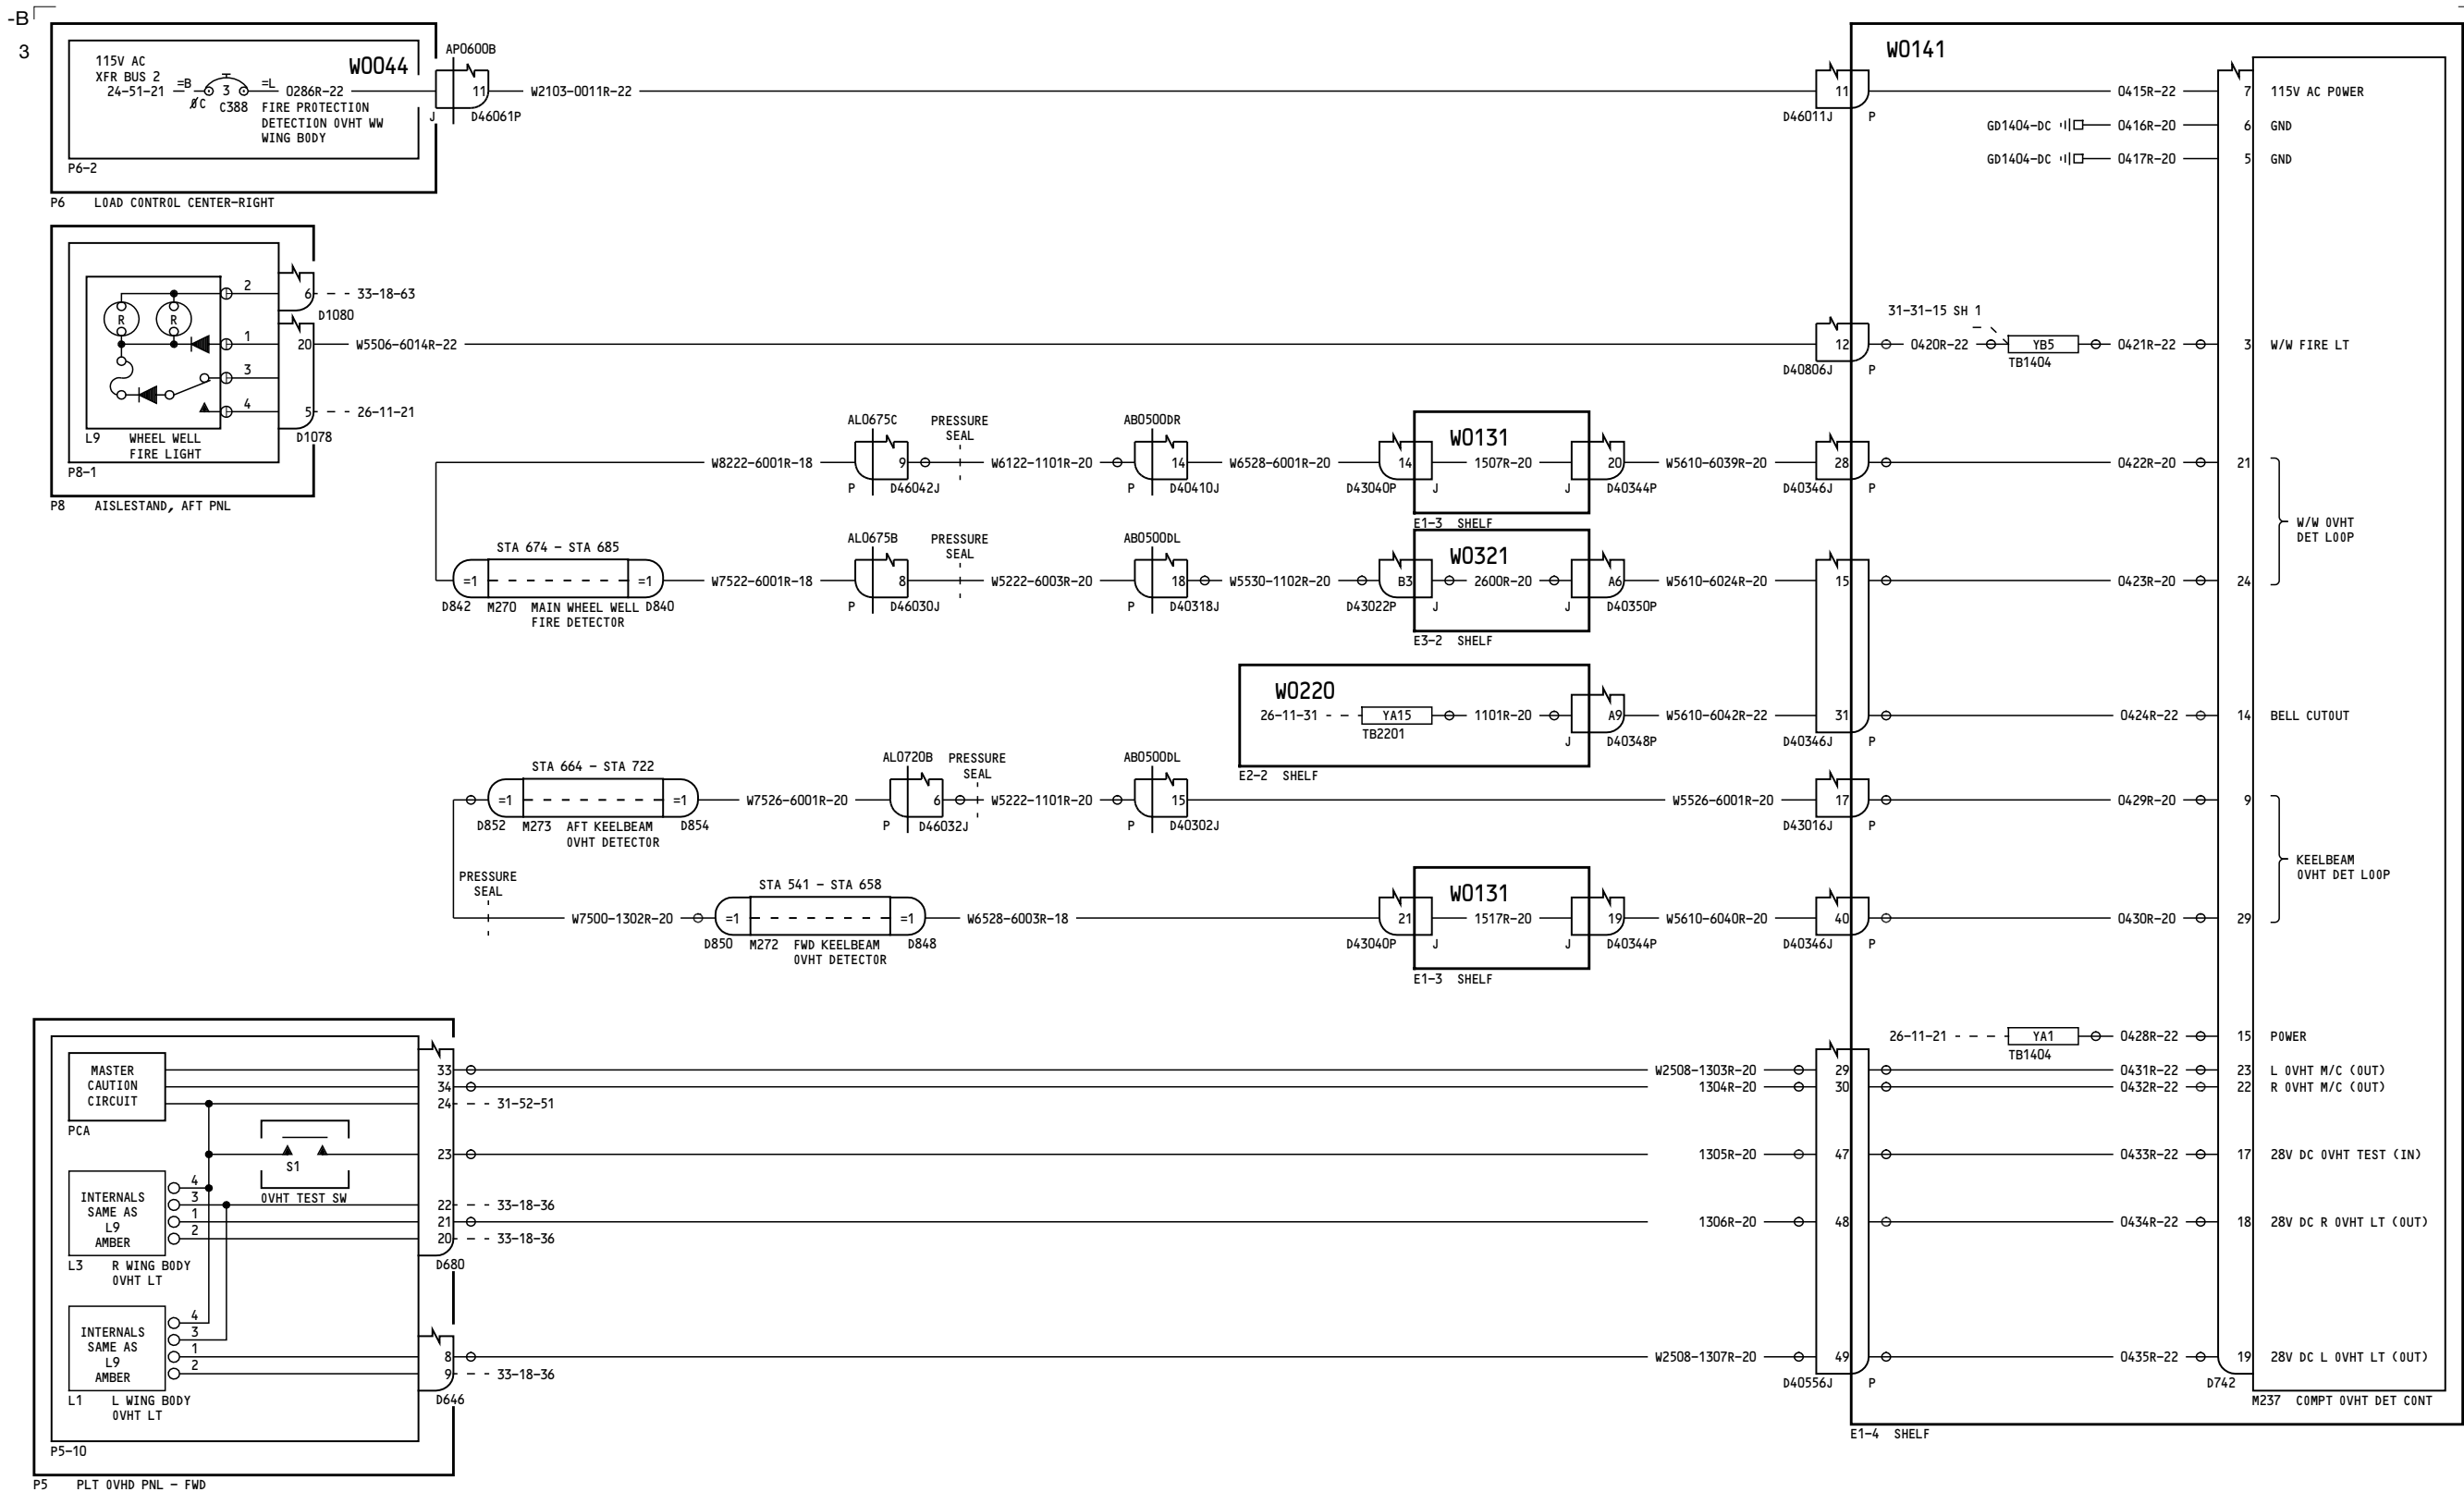 -B
3
115V AC
XFR BUS 2
24-51-21
=B
ØC
3
C388
=L
0286R-22
FIRE PROTECTION
DETECTION OVHT WW
WING BODY
W0044
P6-2
P6 LOAD CONTROL CENTER-RIGHT
AP0600B
11
J
D46061P
W2103-0011R-22
11
D46011J
P
W0141
0415R-22
7
115V AC POWER
GD1404-DC
0416R-20
6
GND
GD1404-DC
0417R-20
5
GND
R
R
2
1
3
4
L9
WHEEL WELL
FIRE LIGHT
P8-1
P8 AISLESTAND, AFT PNL
6
33-18-63
D1080
20
W5506-6014R-22
5
26-11-21
D1078
12
D40806J
P
31-31-15 SH 1
0420R-22
YB5
TB1404
0421R-22
3
W/W FIRE LT
W8222-6001R-18
AL0675C
9
P
D46042J
PRESSURE
SEAL
W6122-1101R-20
AB0500DR
14
P
D40410J
W6528-6001R-20
14
D43040P
J
W0131
1507R-20
J
20
D40344P
E1-3 SHELF
W5610-6039R-20
28
D40346J
P
0422R-20
21
W/W OVHT
DET LOOP
STA 674 - STA 685
=1
=1
D842
M270
MAIN WHEEL WELL
FIRE DETECTOR
D840
W7522-6001R-18
AL0675B
8
P
D46030J
PRESSURE
SEAL
W5222-6003R-20
AB0500DL
18
P
D40318J
W5530-1102R-20
B3
D43022P
J
W0321
2600R-20
J
A6
D40350P
E3-2 SHELF
W5610-6024R-20
15
0423R-20
24
W0220
26-11-31
YA15
TB2201
1101R-20
J
A9
D40348P
E2-2 SHELF
W5610-6042R-22
31
D40346J
P
0424R-22
14
BELL CUTOUT
STA 664 - STA 722
=1
=1
D852
M273
AFT KEELBEAM
OVHT DETECTOR
D854
W7526-6001R-20
AL0720B
6
P
D46032J
PRESSURE
SEAL
W5222-1101R-20
AB0500DL
15
P
D40302J
W5526-6001R-20
17
D43016J
P
0429R-20
9
KEELBEAM
OVHT DET LOOP
PRESSURE
SEAL
W7500-1302R-20
STA 541 - STA 658
=1
=1
D850
M272
FWD KEELBEAM
OVHT DETECTOR
D848
W6528-6003R-18
21
D43040P
J
W0131
1517R-20
J
19
D40344P
E1-3 SHELF
W5610-6040R-20
40
D40346J
P
0430R-20
29
26-11-21
YA1
TB1404
0428R-22
15
POWER
MASTER
CAUTION
CIRCUIT
PCA
33
W2508-1303R-20
29
0431R-22
23
L OVHT M/C (OUT)
34
1304R-20
30
0432R-22
22
R OVHT M/C (OUT)
24
31-52-51
S1
OVHT TEST SW
23
1305R-20
47
0433R-22
17
28V DC OVHT TEST (IN)
INTERNALS
SAME AS
L9
AMBER
4
3
1
2
L3
R WING BODY
OVHT LT
22
33-18-36
21
1306R-20
48
0434R-22
18
28V DC R OVHT LT (OUT)
20
33-18-36
D680
INTERNALS
SAME AS
L9
AMBER
4
3
1
2
L1
L WING BODY
OVHT LT
8
W2508-1307R-20
49
0435R-22
19
28V DC L OVHT LT (OUT)
9
33-18-36
D646
D40556J
P
D742
M237 COMPT OVHT DET CONT
E1-4 SHELF
P5-10
P5 PLT OVHD PNL - FWD